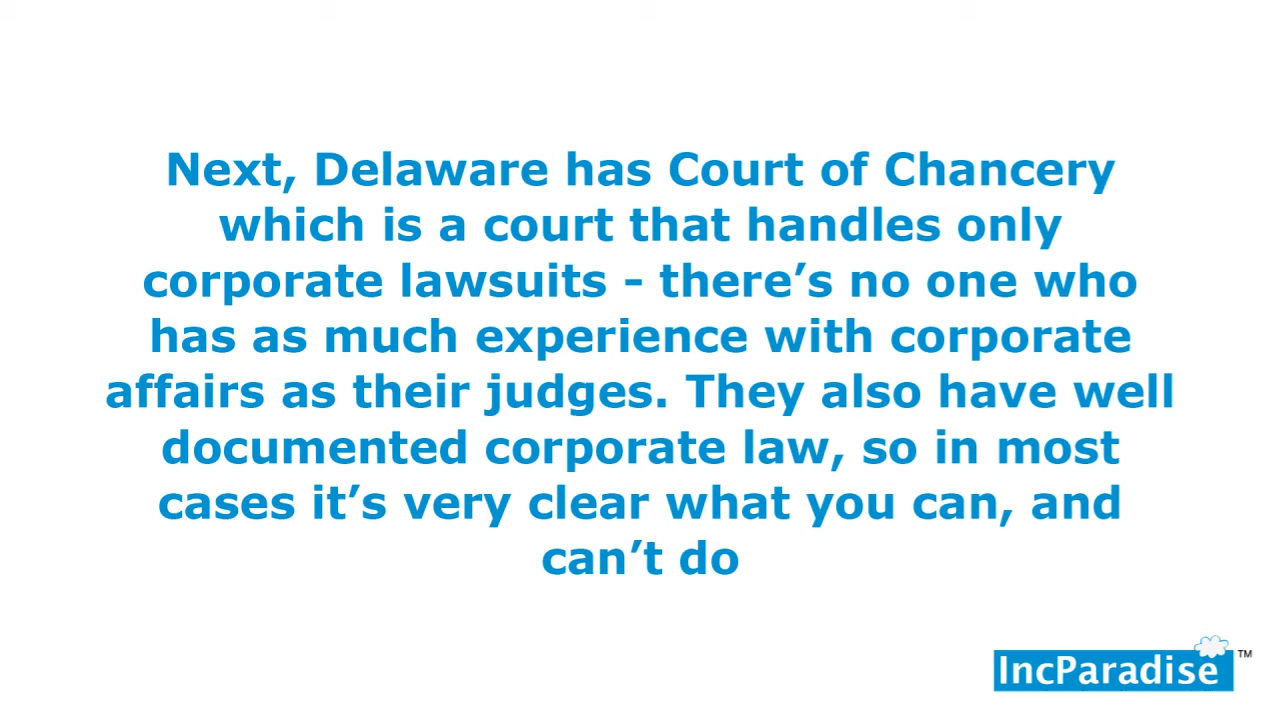 Next, Delaware has Court of Chancery
which is a court that handles only
corporate lawsuits - there’s no one who
has as much experience with corporate
affairs as their judges. They also have well
documented corporate law, so in most
cases it’s very clear what you can, and
can’t do
IncParadise ™